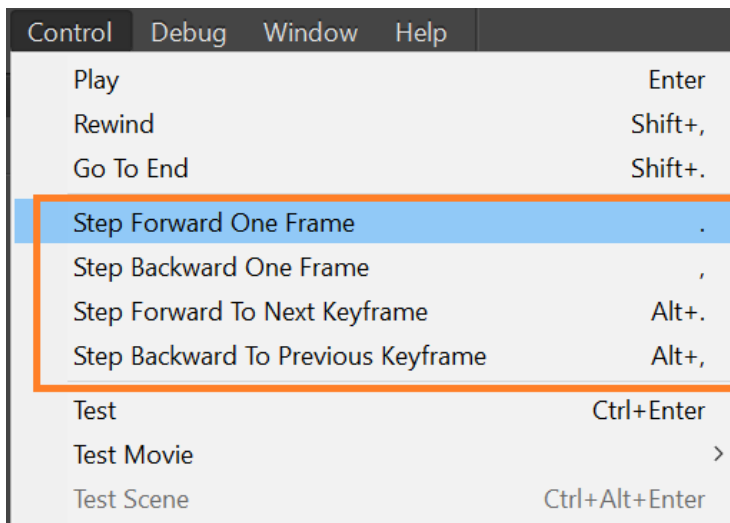 Control Debug Window Help
Play Enter
Rewind Shift+,
Go To End Shift+.
Step Forward One Frame .
Step Backward One Frame ,
Step Forward To Next Keyframe Alt+.
Step Backward To Previous Keyframe Alt+,
Test Ctrl+Enter
Test Movie >
Test Scene Ctrl+Alt+Enter